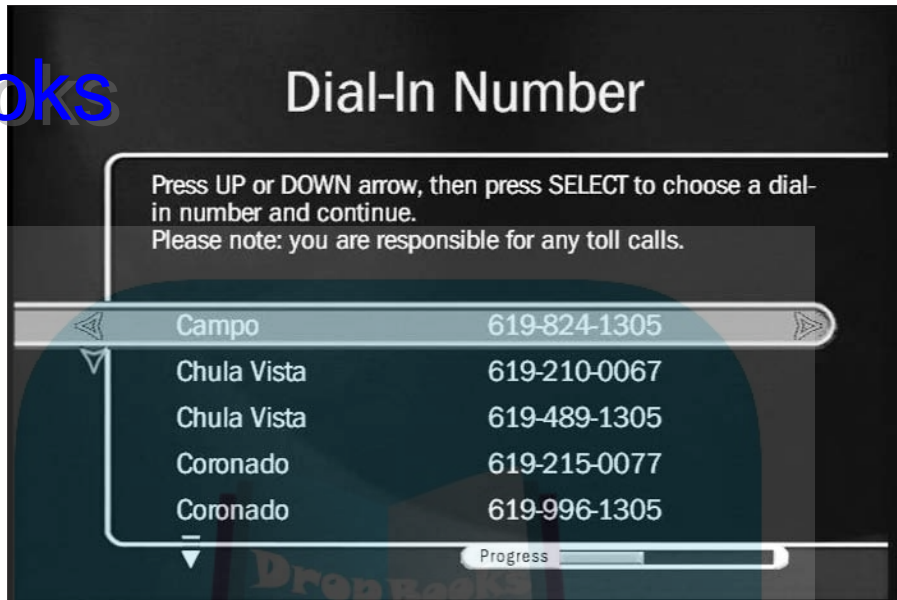 oks
Dial-In Number
Press UP or DOWN arrow, then press SELECT to choose a dial-
in number and continue.
Please note: you are responsible for any toll calls.
Campo 619-824-1305
Chula Vista 619-210-0067
Chula Vista 619-489-1305
Coronado 619-215-0077
Coronado 619-996-1305
Progress
DropBooks